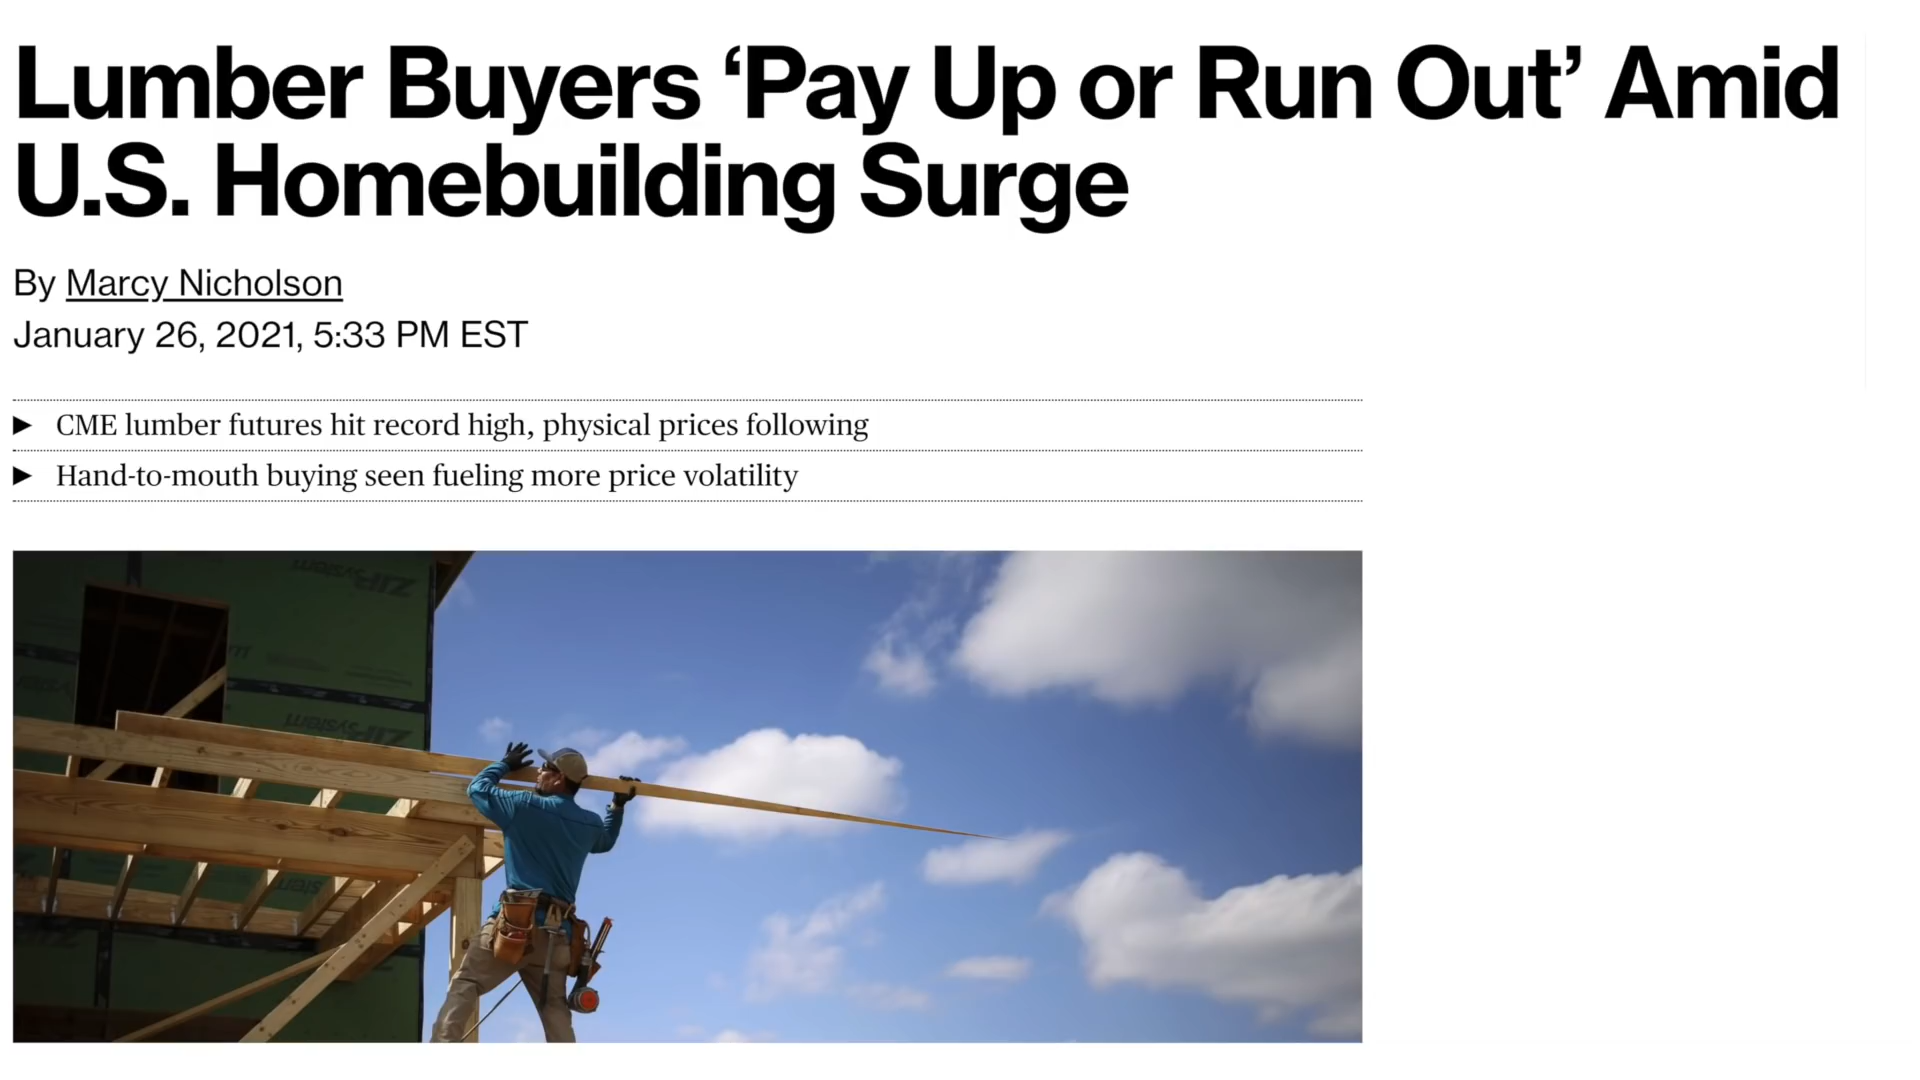 Lumber Buyers ‘Pay Up or Run Out’ Amid
U.S. Homebuilding Surge
By Marcy Nicholson
January 26, 2021, 5:33 PM EST
▶ CME lumber futures hit record high, physical prices following
▶ Hand-to-mouth buying seen fueling more price volatility
ZIPSystem
ZIPSystem